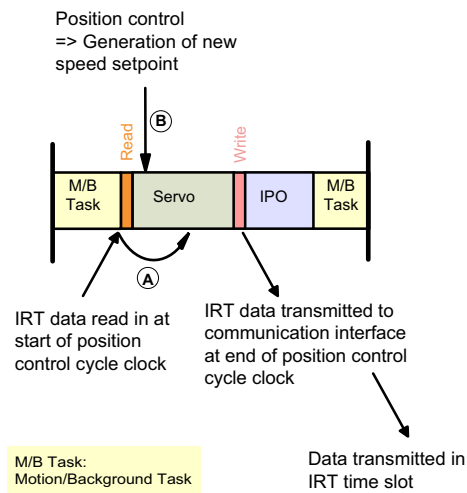 Position control
=> Generation of new
speed setpoint
B
Read
Write
M/B
Task
Servo
IPO
M/B
Task
A
IRT data read in at
start of position
control cycle clock
IRT data transmitted to
communication interface
at end of position control
cycle clock
M/B Task:
Motion/Background Task
Data transmitted in
IRT time slot